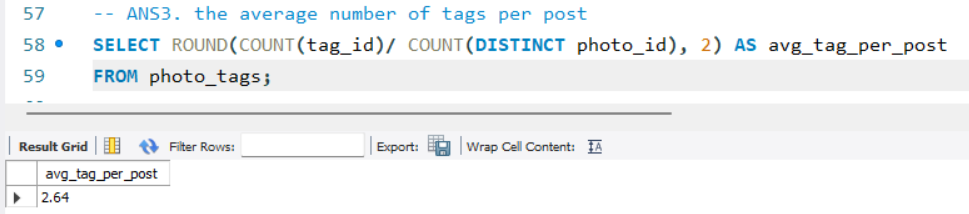 57 -- ANS3. the average number of tags per post
58 SELECT ROUND(COUNT(tag_id)/ COUNT(DISTINCT photo_id), 2) AS avg_tag_per_post
59 FROM photo_tags;
Result Grid Filter Rows: Export: Wrap Cell Content: IA
avg_tag_per_post
2.64